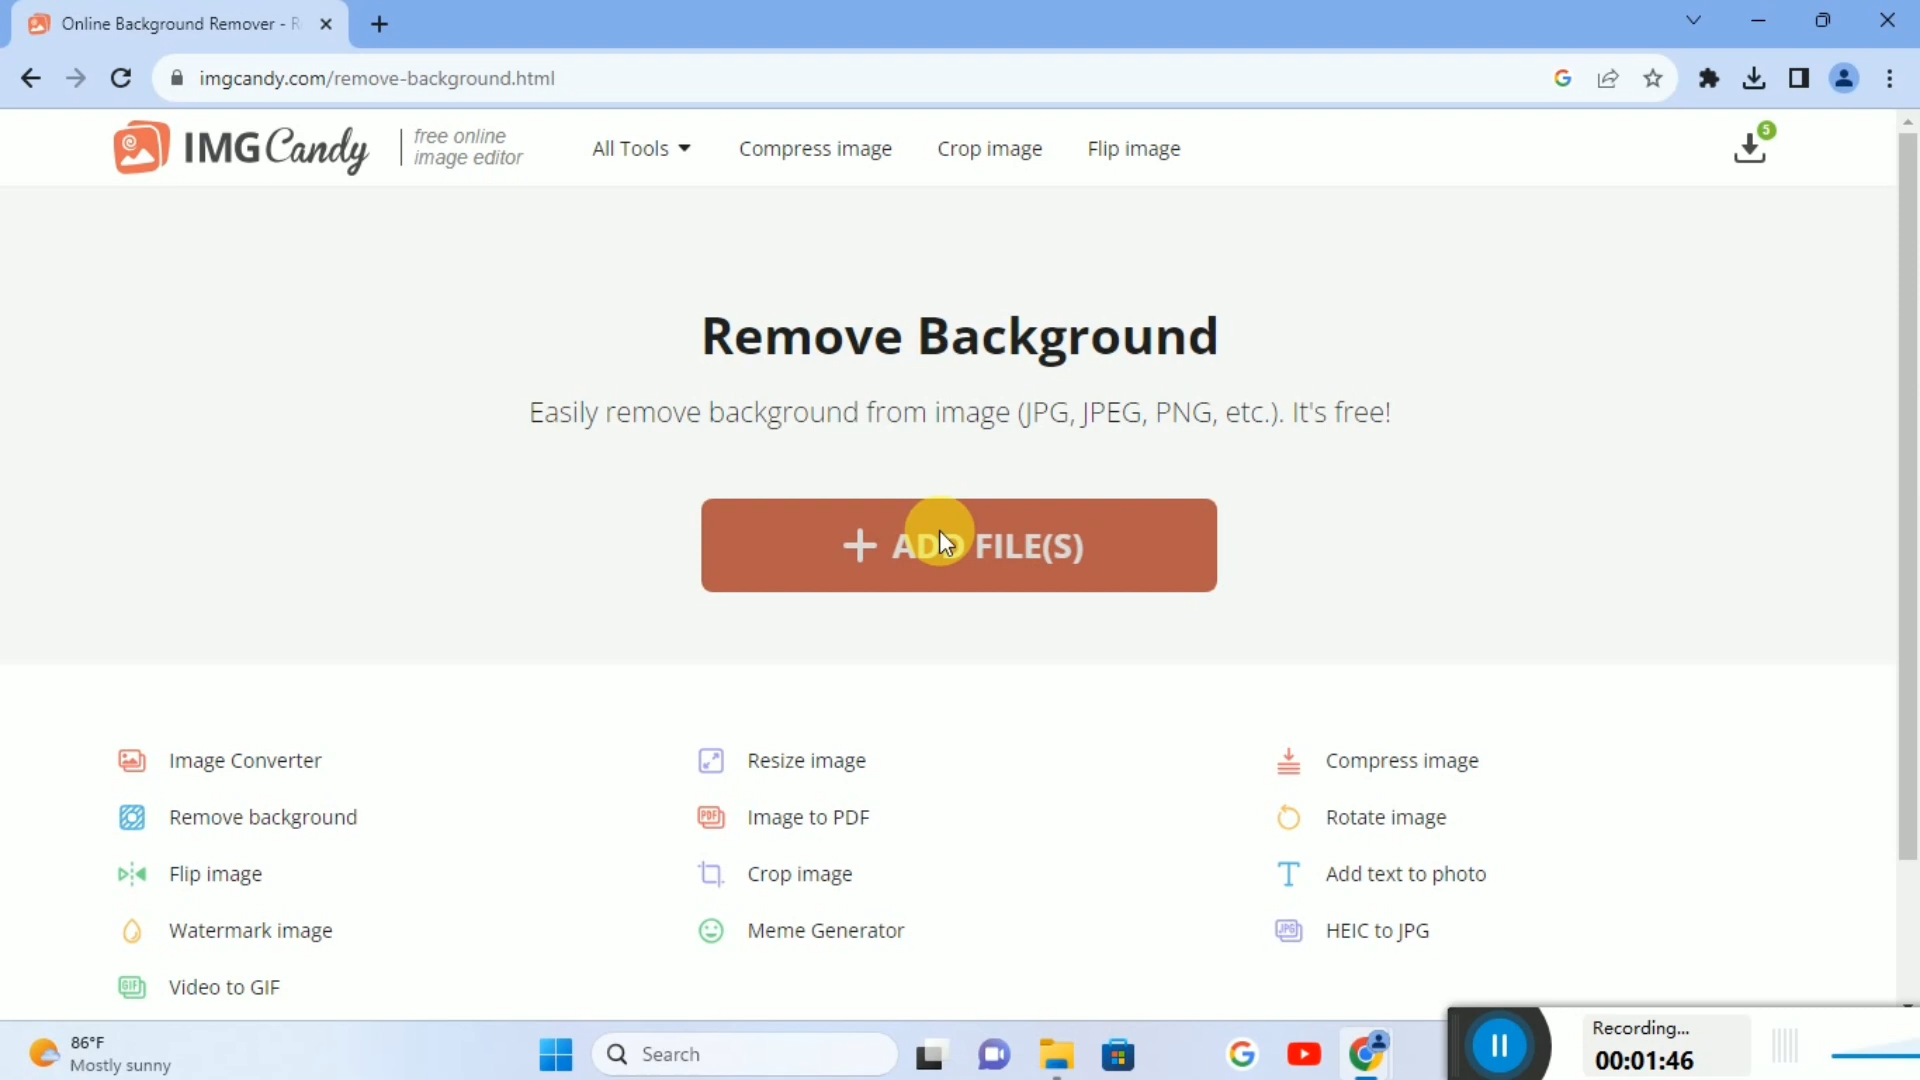 Online Background Remover - R
imgcandy.com/remove-background.html
IMG Candy
free online
image editor
All Tools
Compress image
Crop image
Flip image
5
Remove Background
Easily remove background from image (JPG, JPEG, PNG, etc.). It's free!
+ ADD FILE(S)
Image Converter
Resize image
Compress image
Remove background
PDF
Image to PDF
Rotate image
Flip image
Crop image
Add text to photo
Watermark image
Meme Generator
JPG
HEIC to JPG
GIF
Video to GIF
86°F
Mostly sunny
Search
Recording...
00:01:46